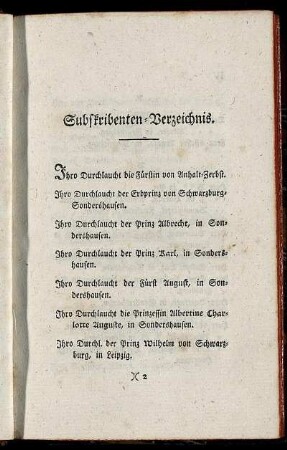 Subskribenten-Verzeichnis.
Ihro Durchlaucht die Fürstin von Anhalt-Zerbst.
Ihro Durchlaucht der Erbprinz von Schwarzburg-
Sondershausen.
Ihro Durchlaucht der Prinz Albrecht, in Son-
dershausen.
Ihro Durchlaucht der Prinz Karl, in Sonders-
hausen.
Ihro Durchlaucht der Fürst August, in Son-
dershausen.
Ihro Durchlaucht die Prinzessin Albertine Char-
lotte Auguste, in Sondershausen.
Ihro Durchl. der Prinz Wilhelm von Schwarz-
burg, in Leipzig.
)( 2